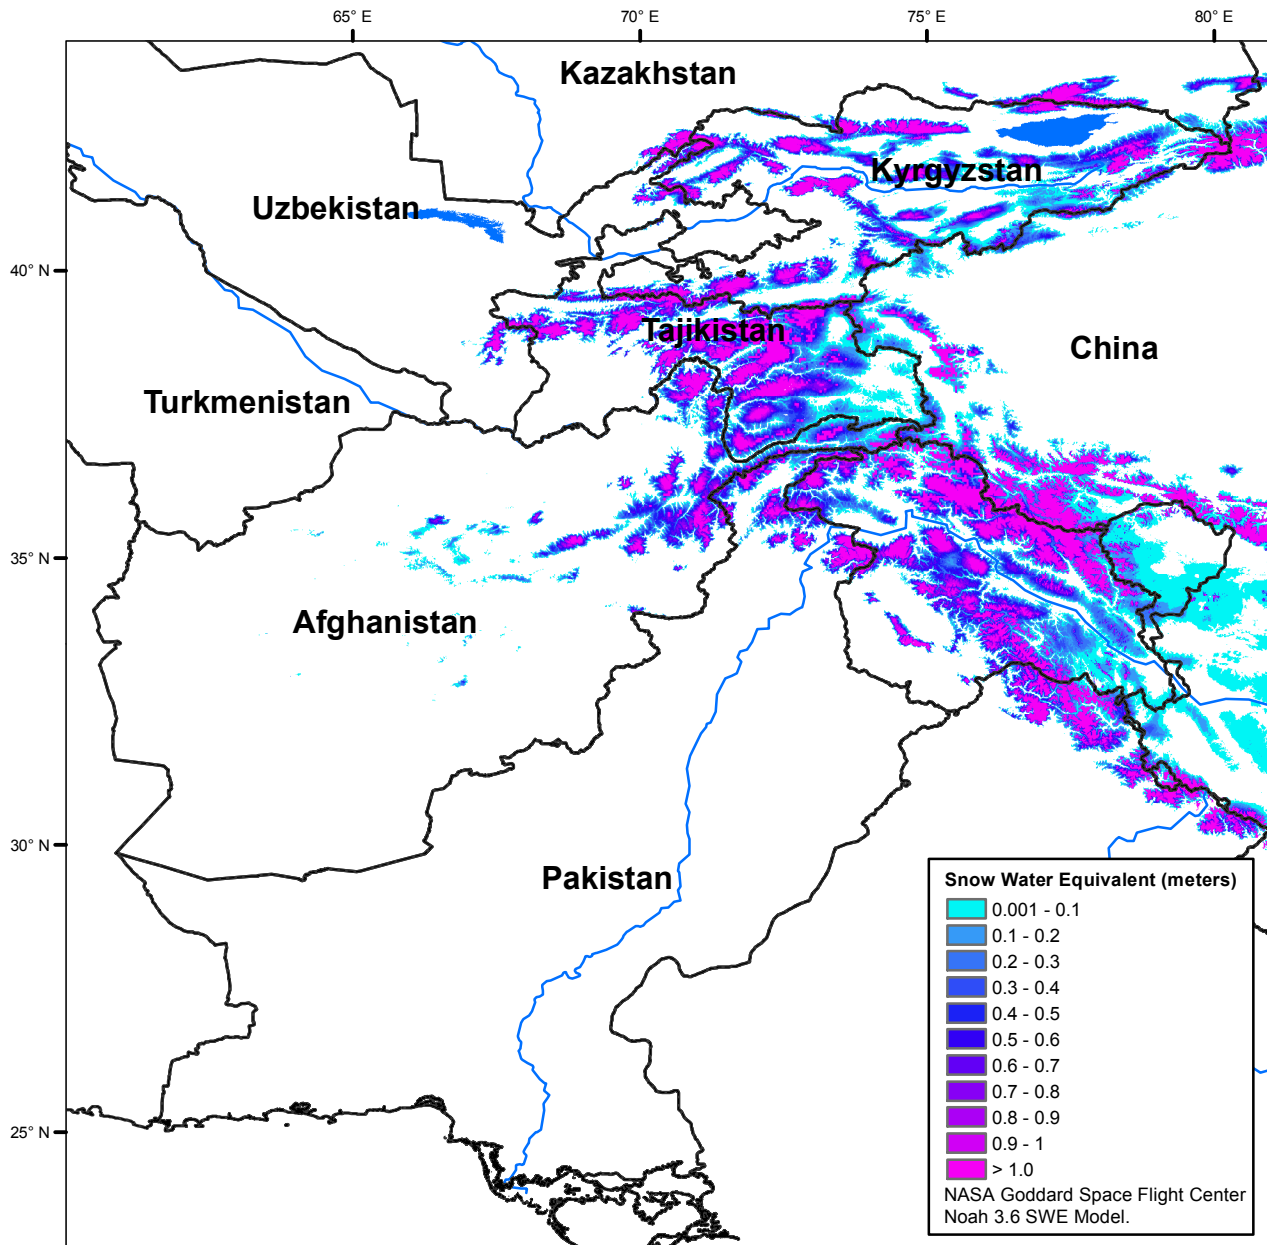 65° E
70° E
75° E
80° E
Kazakhstan
Kyrgyzstan
Uzbekistan
40° N
Tajikistan
China
Turkmenistan
35° N
Afghanistan
30° N
Pakistan
25° N
Snow Water Equivalent (meters)
0.001 - 0.1
0.1 - 0.2
0.2 - 0.3
0.3 - 0.4
0.4 - 0.5
0.5 - 0.6
0.6 - 0.7
0.7 - 0.8
0.8 - 0.9
0.9 - 1
> 1.0
NASA Goddard Space Flight Center
Noah 3.6 SWE Model.